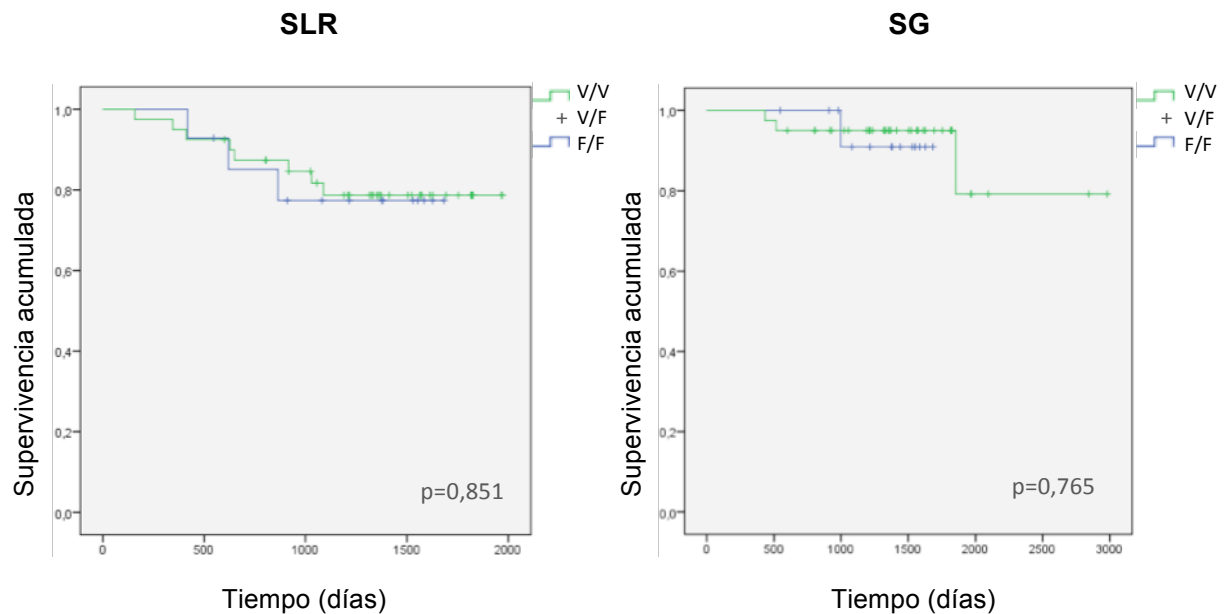 SLR
Supervivencia acumulada
1,0
0,8
0,6
0,4
0,2
0,0
0 500 1000 1500 2000
Tiempo (días)
p=0,851
V/V
+ V/F
F/F
SG
Supervivencia acumulada
1,0
0,8
0,6
0,4
0,2
0,0
0 500 1000 1500 2000 2500 3000
Tiempo (días)
p=0,765
V/V
+ V/F
F/F